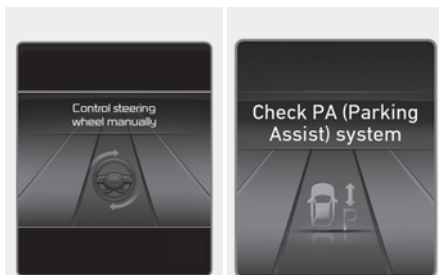 Control steering
wheel manually
Check PA (Parking
Assist) system
P